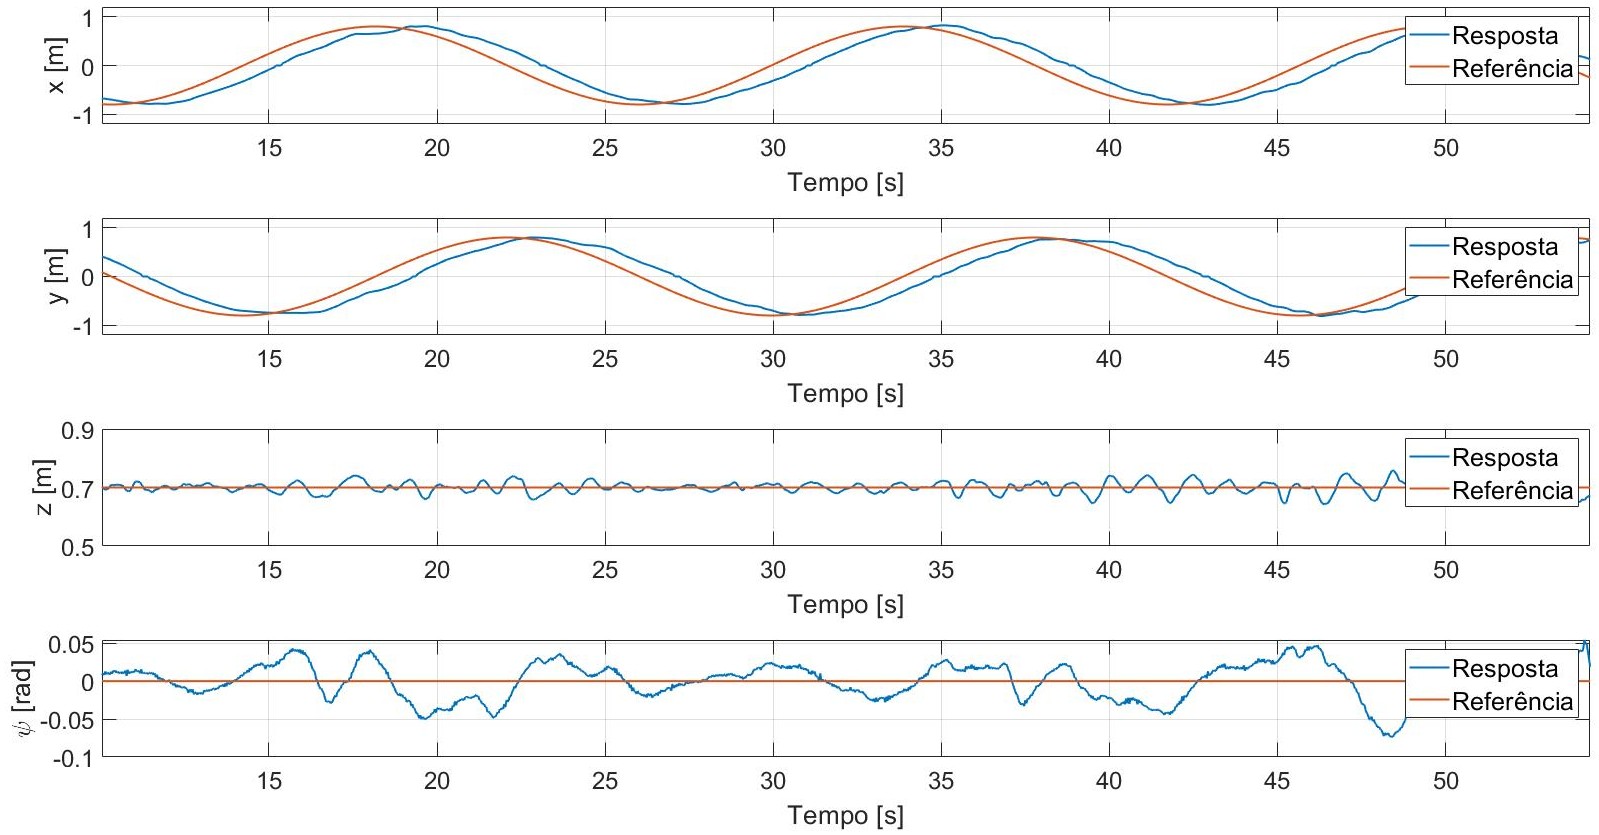 x [m]
1
0
-1
Resposta
Referência
15 20 25 30 35 40 45 50
Tempo [s]
y [m]
1
0
-1
Resposta
Referência
15 20 25 30 35 40 45 50
Tempo [s]
z [m]
0.9
0.7
0.5
Resposta
Referência
15 20 25 30 35 40 45 50
Tempo [s]
ψ [rad]
0.05
0
-0.05
-0.1
Resposta
Referência
15 20 25 30 35 40 45 50
Tempo [s]